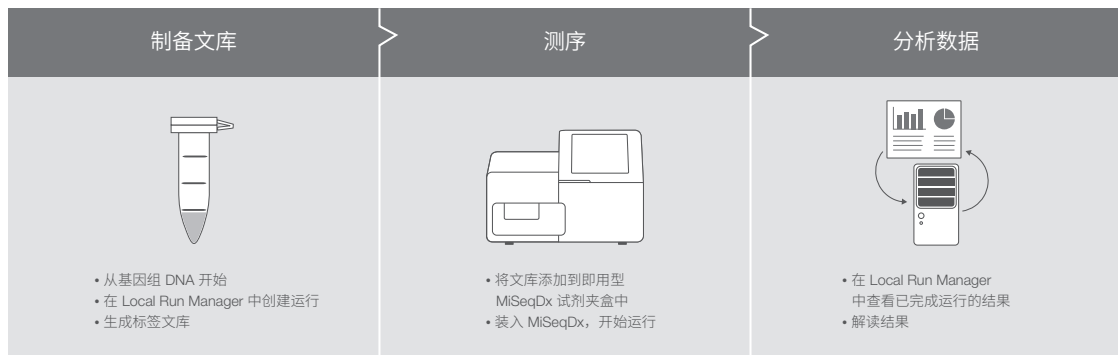 制备文库
测序
分析数据
• 从基因组 DNA 开始
• 在 Local Run Manager 中创建运行
• 生成标签文库
• 将文库添加到即用型
MiSeqDx 试剂夹盒中
• 装入 MiSeqDx，开始运行
• 在 Local Run Manager
中查看已完成运行的结果
• 解读结果